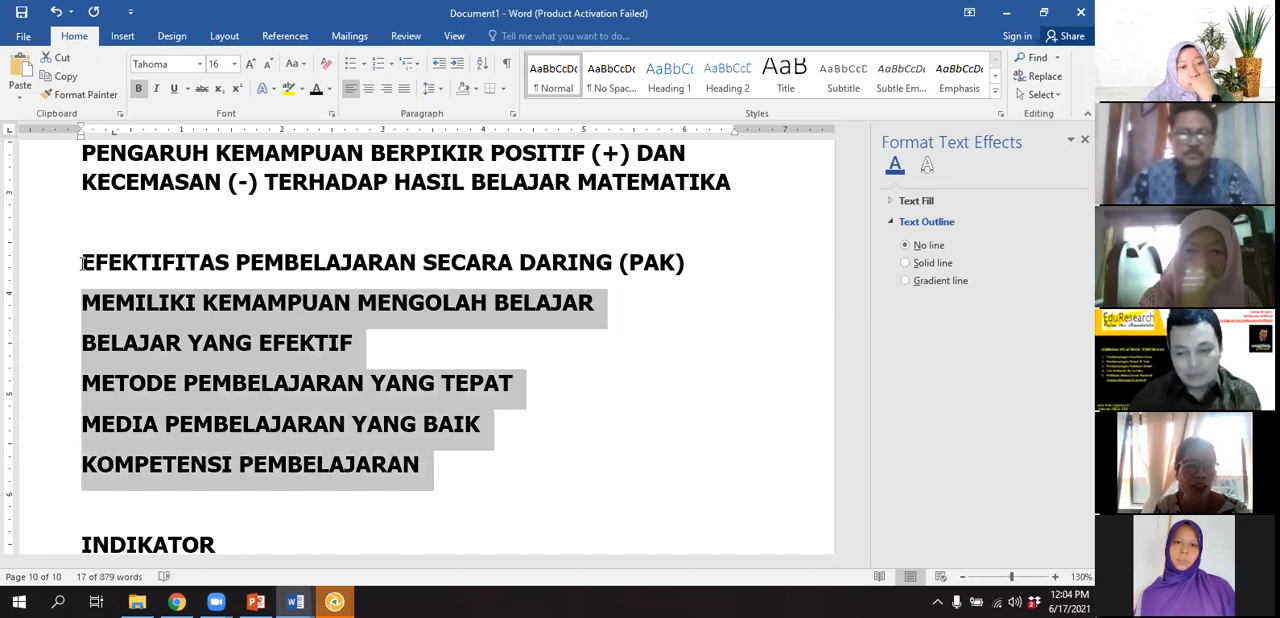 Document1 - Word (Product Activation Failed)
File Home Insert Design Layout References Mailings Review View Tell me what you want to do... Sign in Share
Paste Cut Copy Format Painter Clipboard
Tahoma 16 Font
Paragraph
AaBbCcDc AaBbCcDc AaBbCc AaBbCcD AaB AaBbCcD AaBbCcDc AaBbCcDc
¶ Normal ¶ No Spac... Heading 1 Heading 2 Title Subtitle Subtle Em... Emphasis
Styles
Find Replace Select Editing
PENGARUH KEMAMPUAN BERPIKIR POSITIF (+) DAN
KECEMASAN (-) TERHADAP HASIL BELAJAR MATEMATIKA
EFEKTIFITAS PEMBELAJARAN SECARA DARING (PAK)
MEMILIKI KEMAMPUAN MENGOLAH BELAJAR
BELAJAR YANG EFEKTIF
METODE PEMBELAJARAN YANG TEPAT
MEDIA PEMBELAJARAN YANG BAIK
KOMPETENSI PEMBELAJARAN
INDIKATOR
Format Text Effects
Text Fill
Text Outline
No line
Solid line
Gradient line
EduResearch
Page 10 of 10 17 of 879 words 130%
12:04 PM
6/17/2021